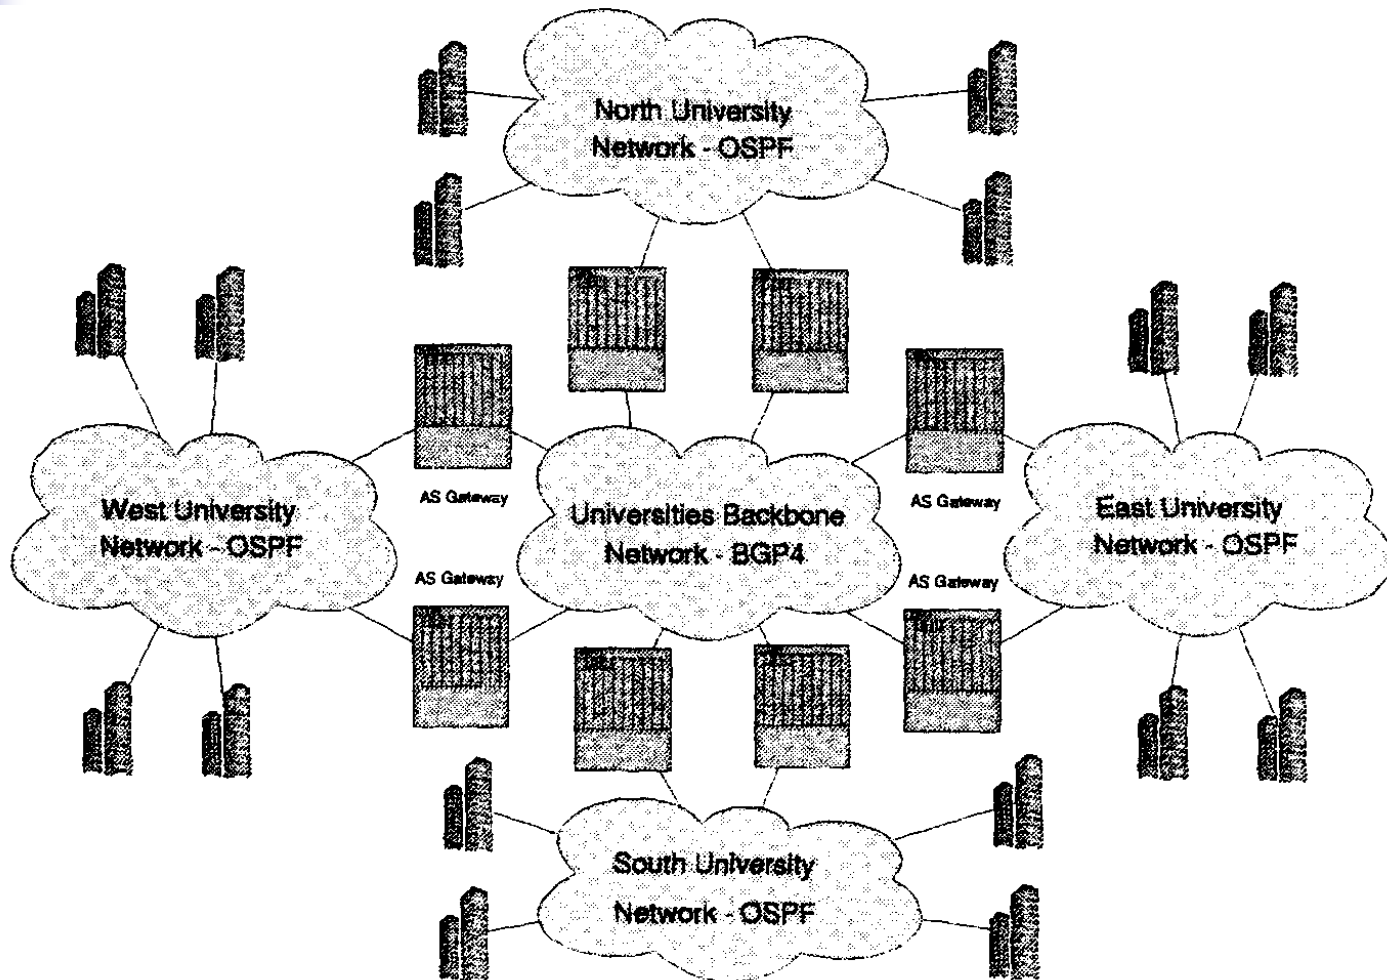 North University
Network - OSPF
AS Gateway
AS Gateway
West University
Network - OSPF
Universities Backbone
Network - BGP4
East University
Network - OSPF
AS Gateway
AS Gateway
South University
Network - OSPF